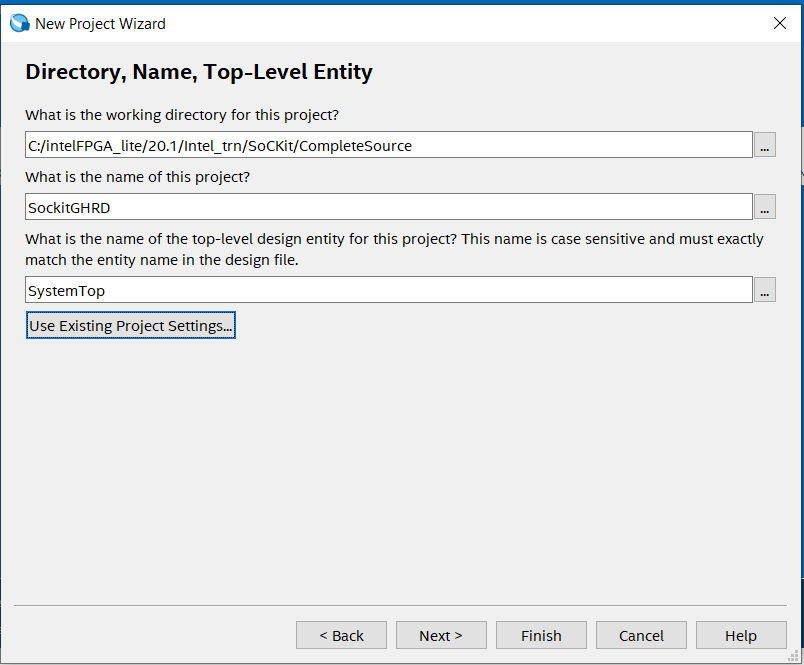 New Project Wizard
Directory, Name, Top-Level Entity
What is the working directory for this project?
C:/intelFPGA_lite/20.1/Intel_trn/SoCKit/CompleteSource
...
What is the name of this project?
SockitGHRD
...
What is the name of the top-level design entity for this project? This name is case sensitive and must exactly
match the entity name in the design file.
SystemTop
...
Use Existing Project Settings...
< Back Next > Finish Cancel Help